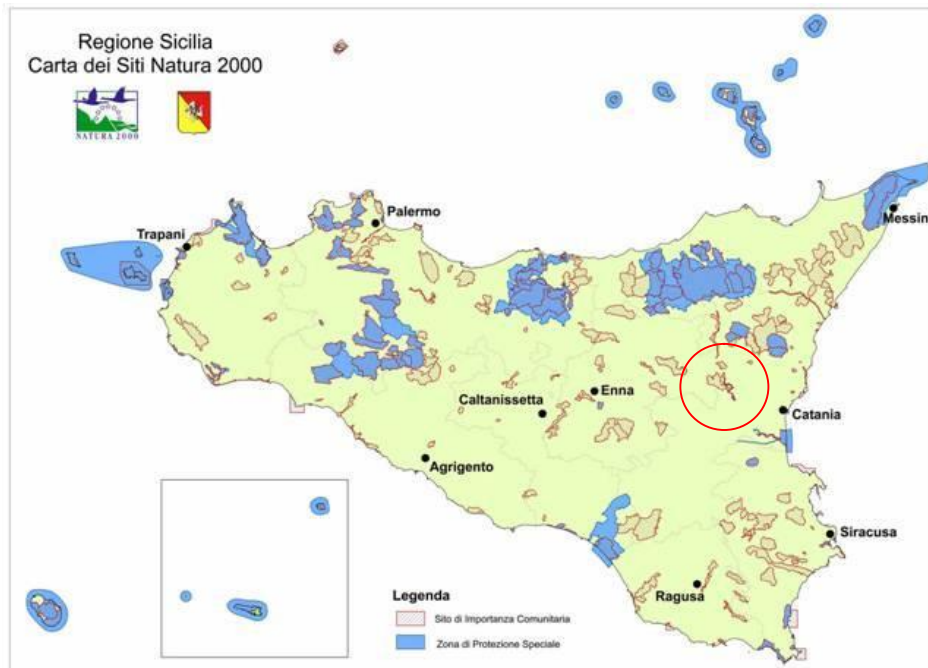 Regione Sicilia
Carta dei Siti Natura 2000
NATURA 2000
Palermo
Trapani
Messin
Enna
Caltanissetta
Catania
Agrigento
Siracusa
Ragusa
Legenda
Sito di Importanza Comunitaria
Zona di Protezione Speciale